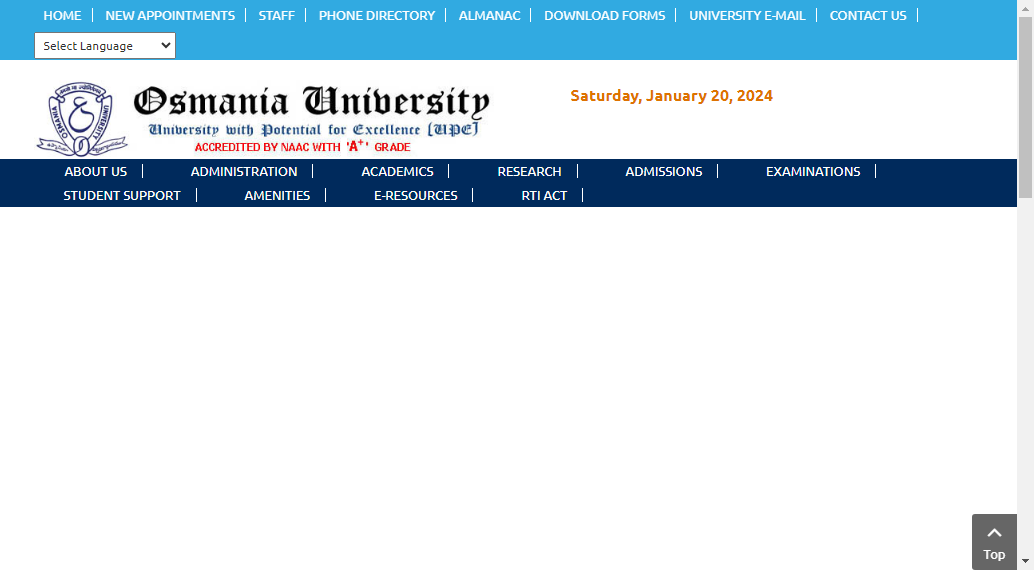 HOME NEW APPOINTMENTS STAFF PHONE DIRECTORY ALMANAC DOWNLOAD FORMS UNIVERSITY E-MAIL CONTACT US
Select Language
OSMANIA UNIVERSITY
Osmania University
University with Potential for Excellence (UPE)
ACCREDITED BY NAAC WITH 'A+' GRADE
Saturday, January 20, 2024
ABOUT US ADMINISTRATION ACADEMICS RESEARCH ADMISSIONS EXAMINATIONS
STUDENT SUPPORT AMENITIES E-RESOURCES RTI ACT
Top